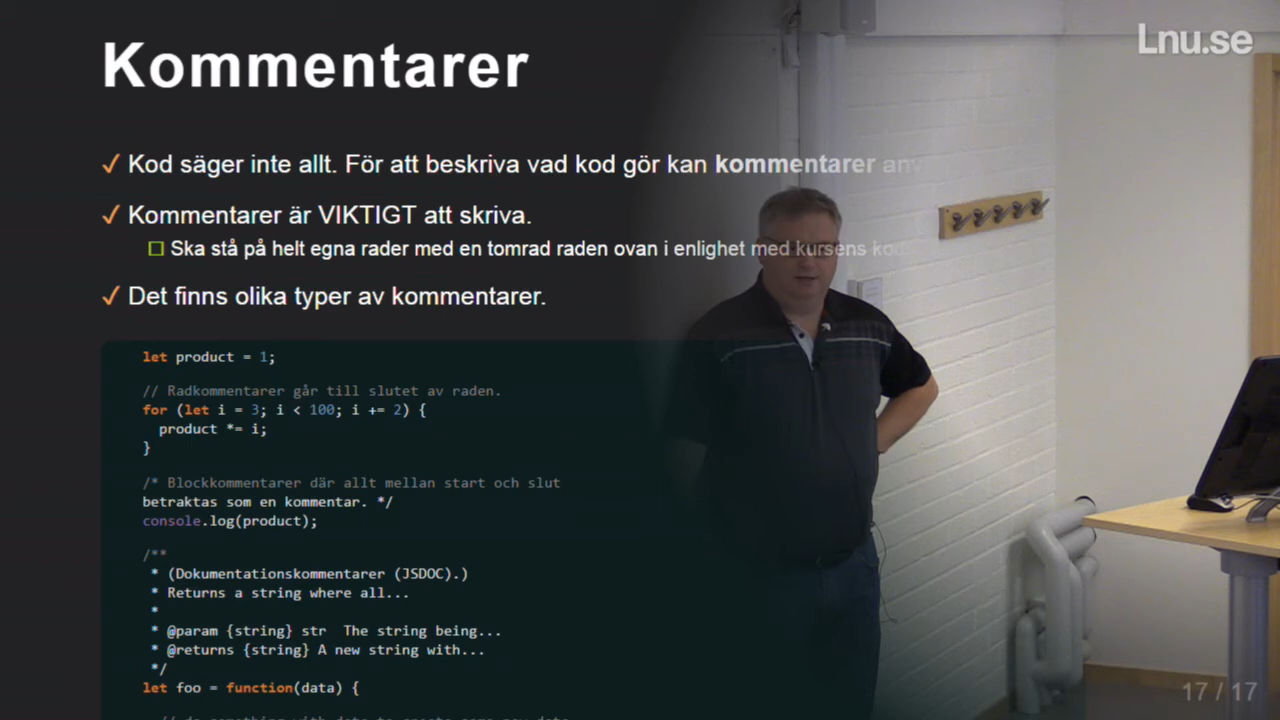 Lnu.se
Kommentarer
✓ Kod säger inte allt. För att beskriva vad kod gör kan kommentarer
✓ Kommentarer är VIKTIGT att skriva.
Ska stå på helt egna rader med en tomrad raden ovan i enlighet med kursens
✓ Det finns olika typer av kommentarer.
let product = 1;
// Radkommentarer går till slutet av raden.
for (let i = 3; i < 100; i += 2) {
product *= i;
}
/* Blockkommentarer där allt mellan start och slut
betraktas som en kommentar. */
console.log(product);
/**
* (Dokumentationskommentarer (JSDOC).)
* Returns a string where all...
*
* @param {string} str  The string being...
* @returns {string} A new string with...
*/
let foo = function(data) {
17 / 17